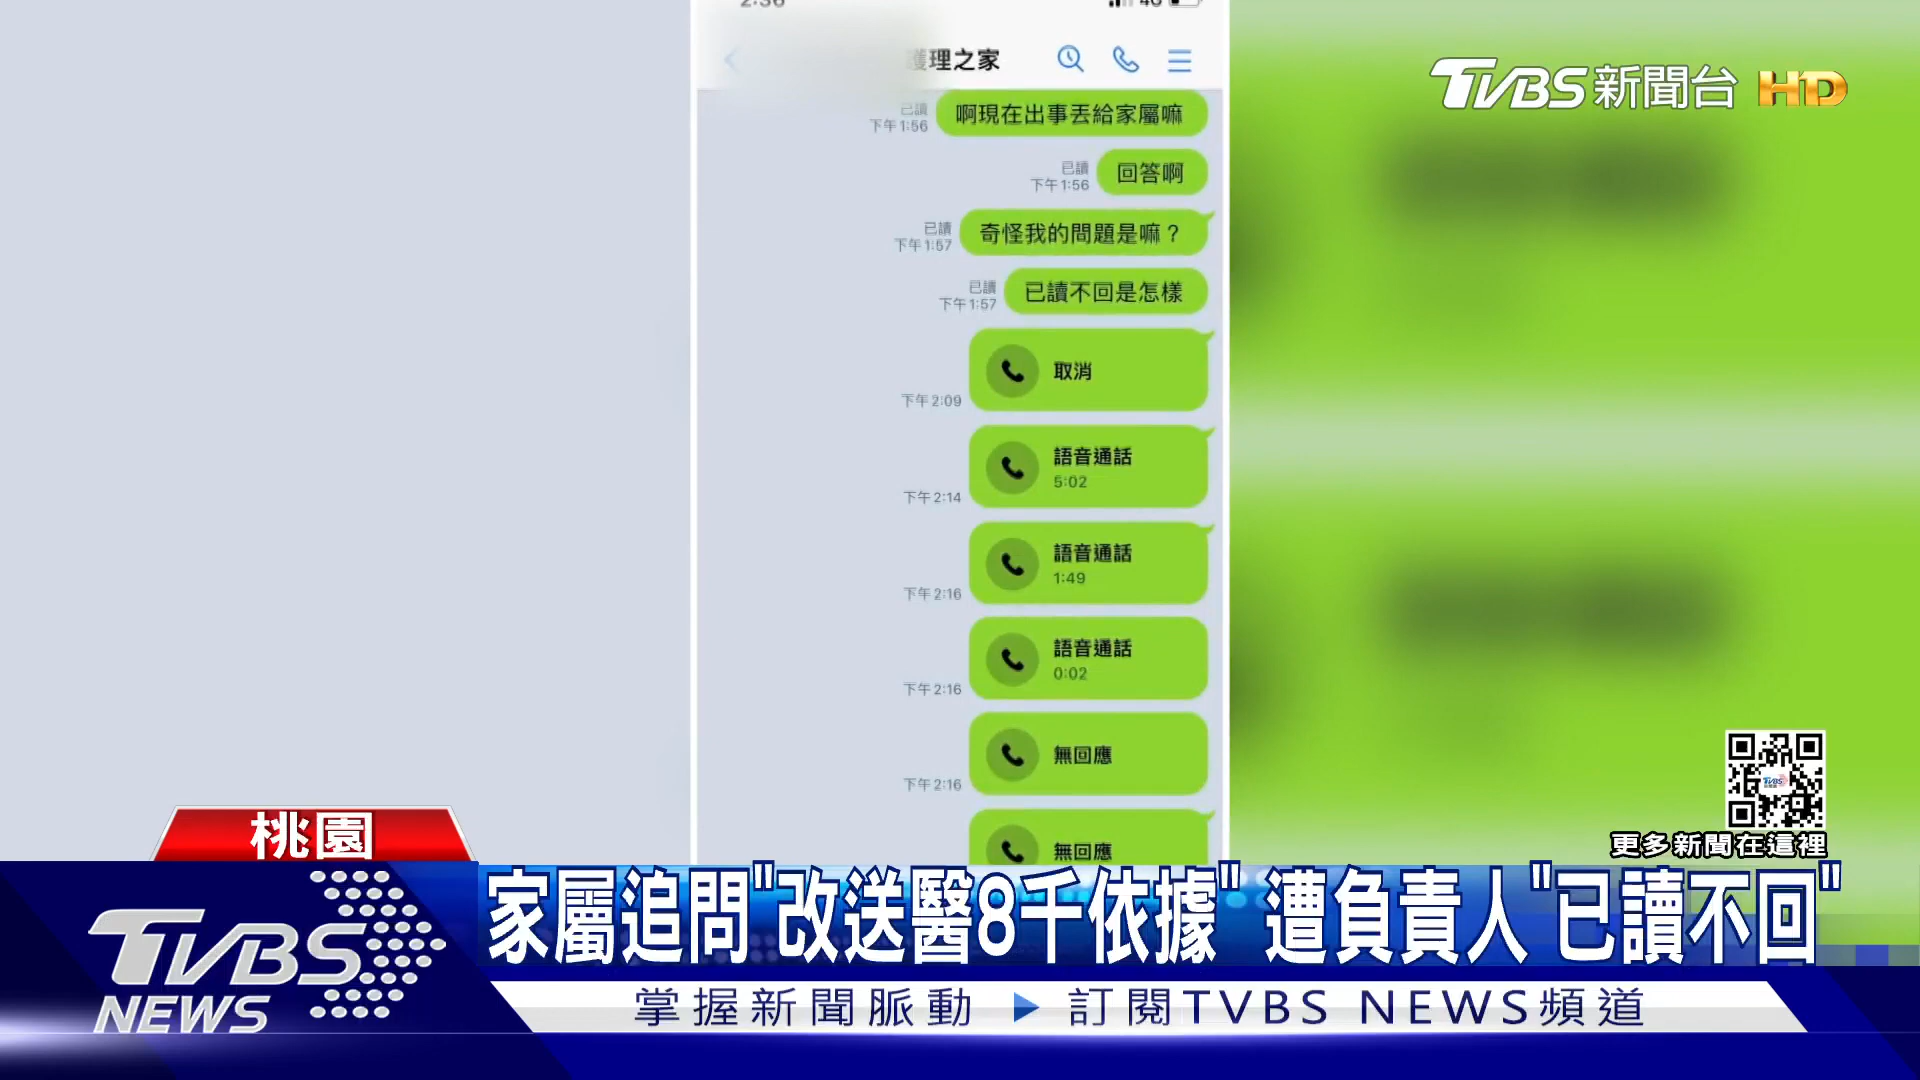 2:36
4G
護理之家
TVBS新聞台 HD
啊現在出事丟給家屬嘛
已讀
下午1:56
回答啊
已讀
下午1:56
奇怪我的問題是嘛？
已讀
下午1:57
已讀不回是怎樣
已讀
下午1:57
取消
下午2:09
語音通話
5:02
下午2:14
語音通話
1:49
下午2:16
語音通話
0:02
下午2:16
無回應
下午2:16
無回應
TVBS
更多新聞在這裡
桃園
家屬追問"改送醫8千依據" 遭負責人"已讀不回"
TVBS
NEWS
掌握新聞脈動 ▶ 訂閱TVBS NEWS頻道